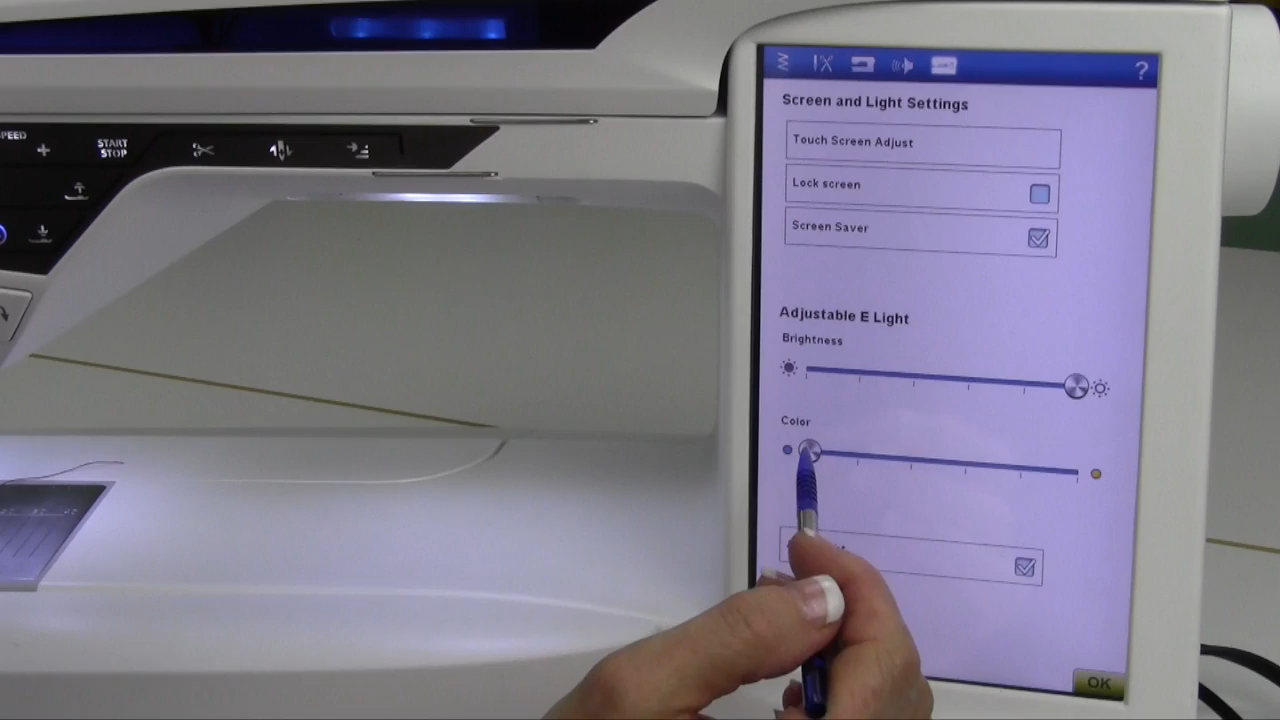 SPEED
+
START
STOP
?
Screen and Light Settings
Touch Screen Adjust
Lock screen
Screen Saver
Adjustable E Light
Brightness
Color
OK